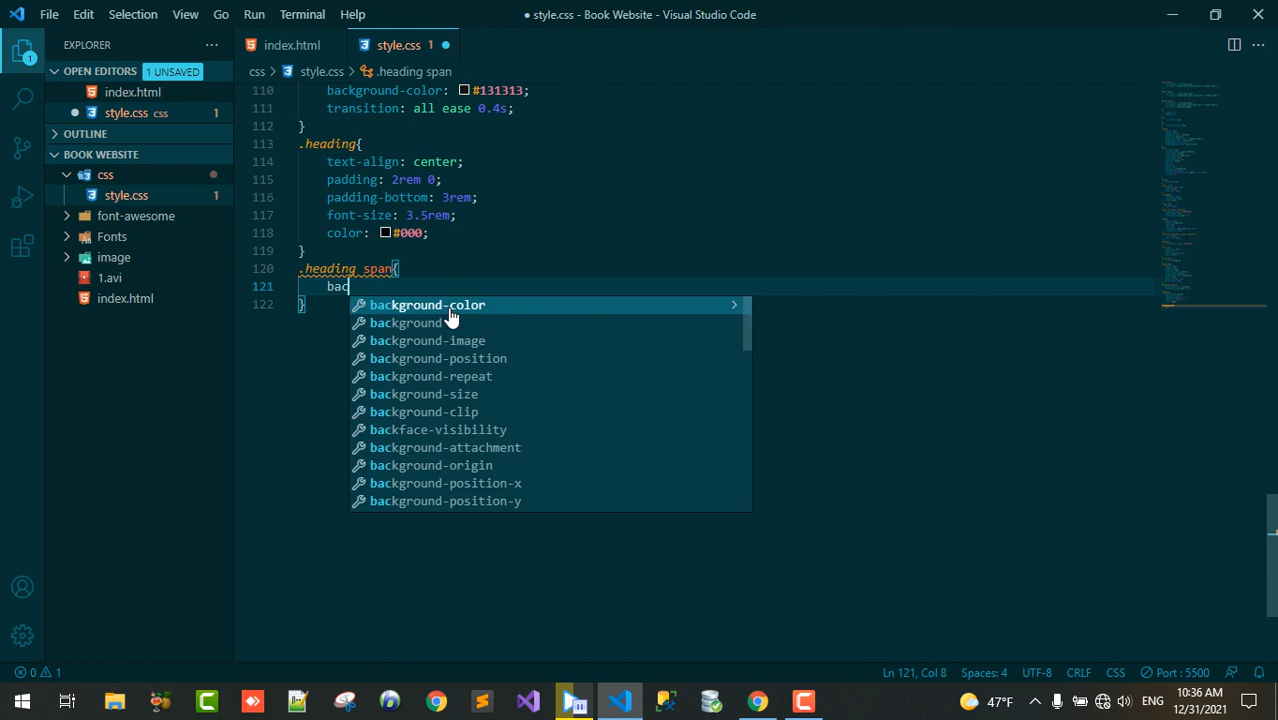 File Edit Selection View Go Run Terminal Help
● style.css - Book Website - Visual Studio Code
EXPLORER
index.html
style.css 1
OPEN EDITORS 1 UNSAVED
index.html
style.css css 1
OUTLINE
BOOK WEBSITE
css
style.css 1
font-awesome
Fonts
image
1.avi
index.html
css > style.css > .heading span
110 background-color: #131313;
111 transition: all ease 0.4s;
112 }
113 .heading{
114 text-align: center;
115 padding: 2rem 0;
116 padding-bottom: 3rem;
117 font-size: 3.5rem;
118 color: #000;
119 }
120 .heading span{
121 bac
122 }
background-color
background
background-image
background-position
background-repeat
background-size
background-clip
backface-visibility
background-attachment
background-origin
background-position-x
background-position-y
1
0 1
Ln 121, Col 8 Spaces: 4 UTF-8 CRLF CSS Port : 5500
47°F ENG 10:36 AM
12/31/2021